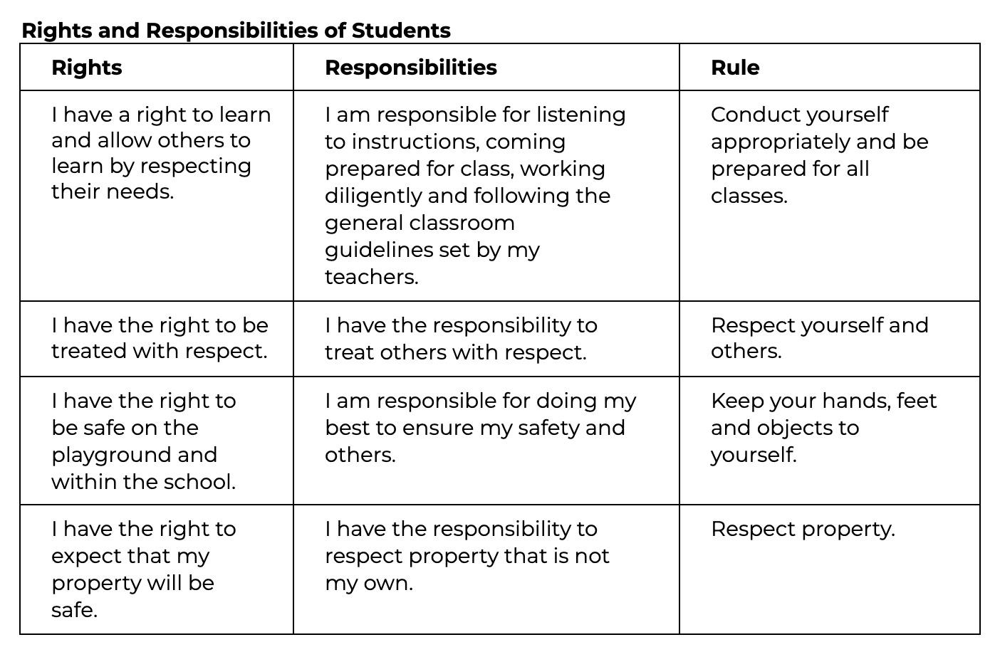 Rights and Responsibilities of Students
Rights
Responsibilities
Rule
I have a right to learn
and allow others to
learn by respecting
their needs.
I am responsible for listening
to instructions, coming
prepared for class, working
diligently and following the
general classroom
guidelines set by my
teachers.
Conduct yourself
appropriately and be
prepared for all
classes.
I have the right to be
treated with respect.
I have the responsibility to
treat others with respect.
Respect yourself and
others.
I have the right to
be safe on the
playground and
within the school.
I am responsible for doing my
best to ensure my safety and
others.
Keep your hands, feet
and objects to
yourself.
I have the right to
expect that my
property will be
safe.
I have the responsibility to
respect property that is not
my own.
Respect property.